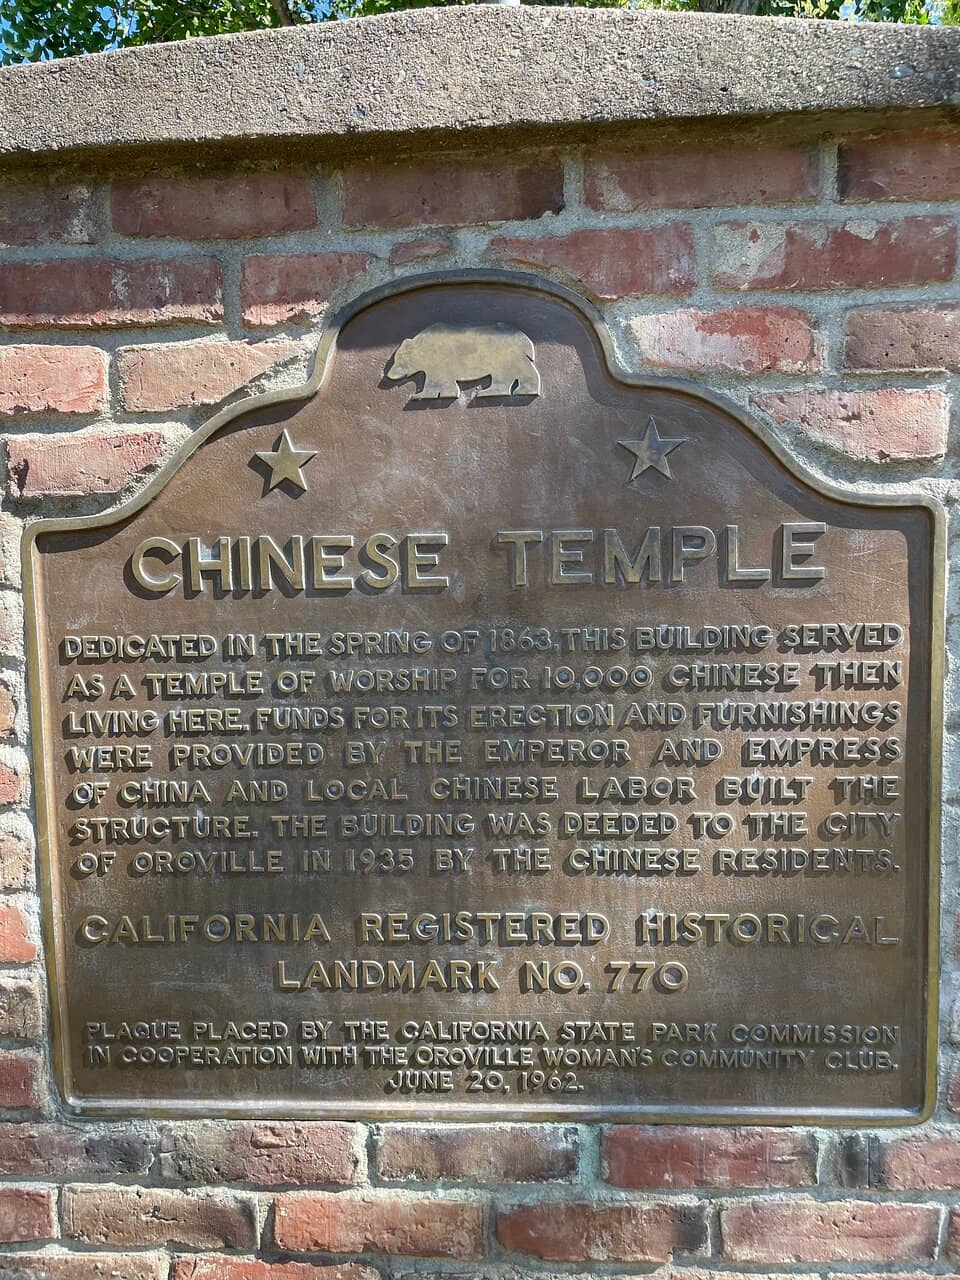 CHINESE TEMPLE
DEDICATED IN THE SPRING OF 1863, THIS BUILDING SERVED
AS A TEMPLE OF WORSHIP FOR 10,000 CHINESE THEN
LIVING HERE. FUNDS FOR ITS ERECTION AND FURNISHINGS
WERE PROVIDED BY THE EMPEROR AND EMPRESS
OF CHINA AND LOCAL CHINESE LABOR BUILT THE
STRUCTURE. THE BUILDING WAS DEEDED TO THE CITY
OF OROVILLE IN 1935 BY THE CHINESE RESIDENTS.
CALIFORNIA REGISTERED HISTORICAL
LANDMARK NO. 770
PLAQUE PLACED BY THE CALIFORNIA STATE PARK COMMISSION
IN COOPERATION WITH THE OROVILLE WOMAN'S COMMUNITY CLUB.
JUNE 20, 1962.